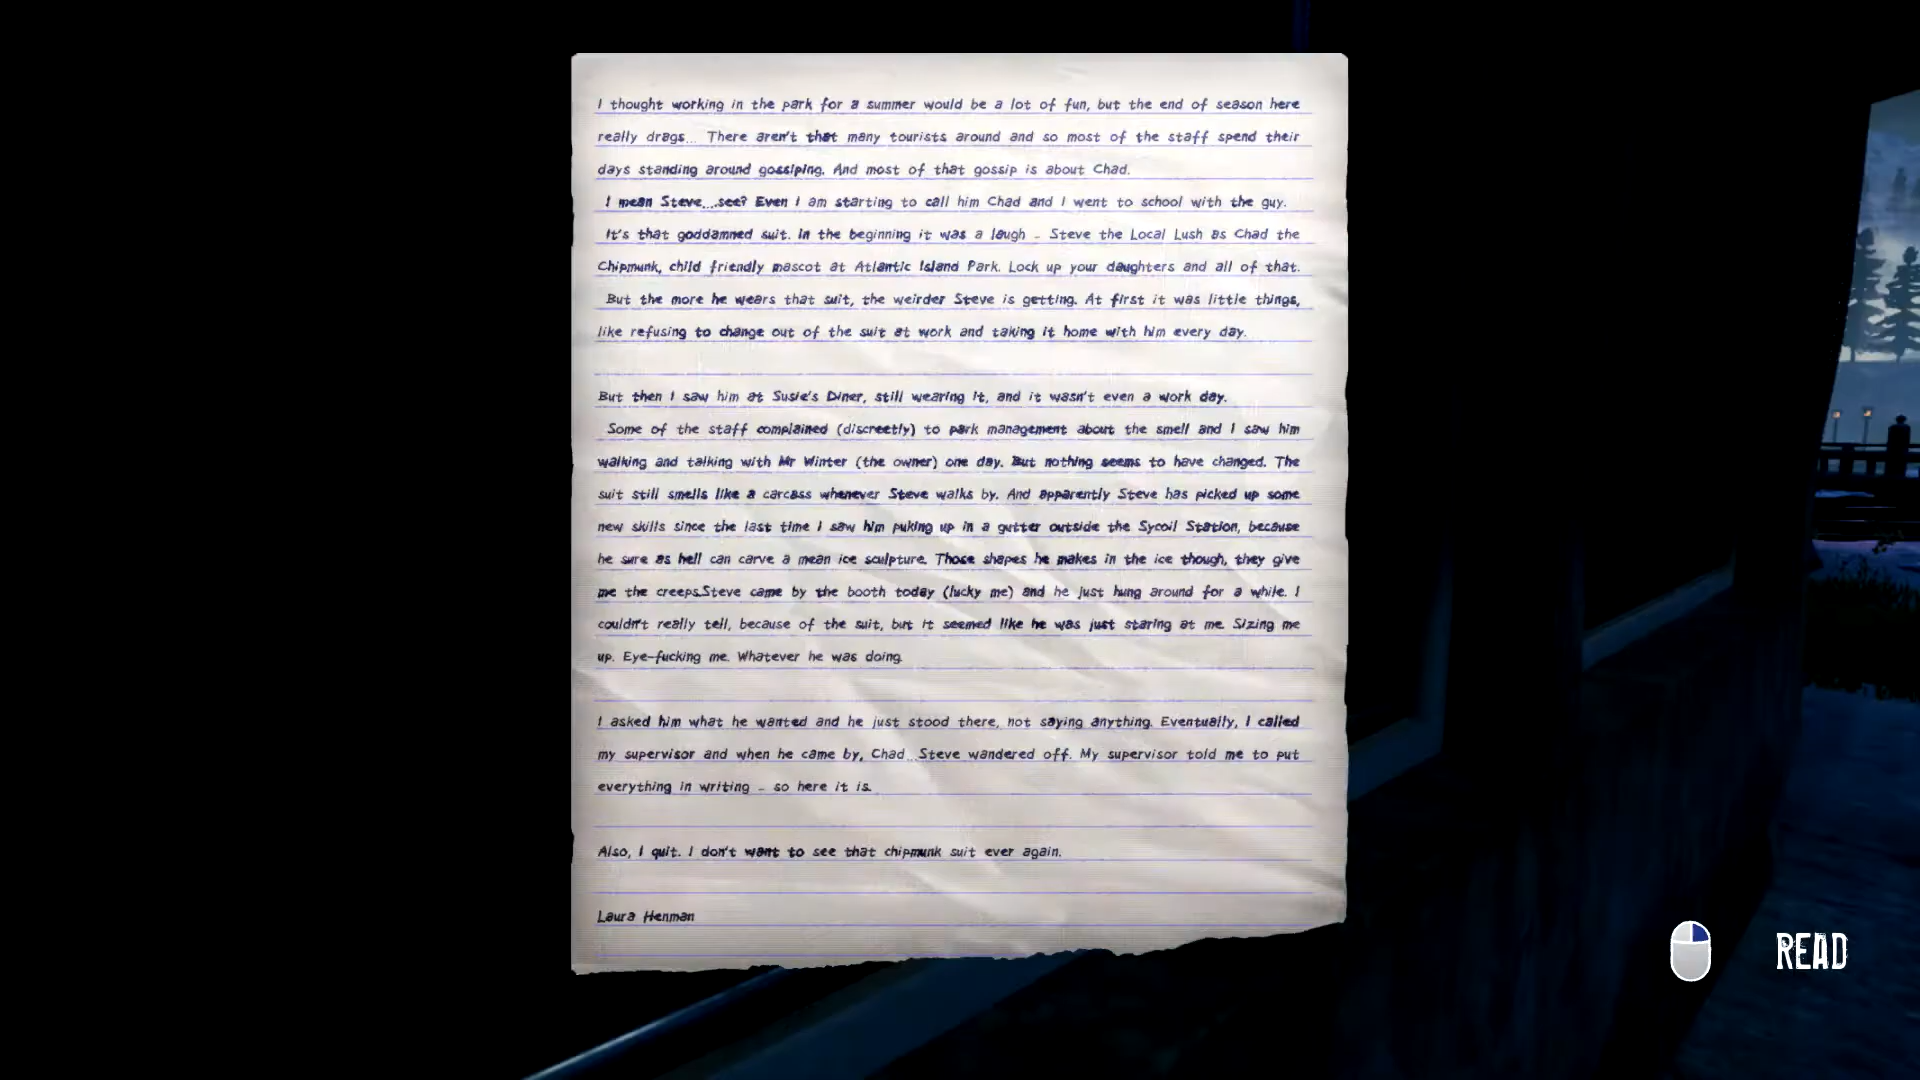 I thought working in the park for a summer would be a lot of fun, but the end of season here
really drags... There aren't that many tourists around and so most of the staff spend their
days standing around gossiping. And most of that gossip is about Chad.
I mean Steve...see? Even I am starting to call him Chad and I went to school with the guy.
It's that goddamned suit. In the beginning it was a laugh - Steve the Local Lush as Chad the
Chipmunk, child friendly mascot at Atlantic Island Park. Lock up your daughters and all of that.
But the more he wears that suit, the weirder Steve is getting. At first it was little things,
like refusing to change out of the suit at work and taking it home with him every day.
But then I saw him at Susie's Diner, still wearing it, and it wasn't even a work day.
Some of the staff complained (discreetly) to park management about the smell and I saw him
walking and talking with Mr Winter (the owner) one day. But nothing seems to have changed. The
suit still smells like a carcass whenever Steve walks by. And apparently Steve has picked up some
new skills since the last time I saw him puking up in a gutter outside the Sycoil Station, because
he sure as hell can carve a mean ice sculpture. Those shapes he makes in the ice though, they give
me the creeps.Steve came by the booth today (lucky me) and he just hung around for a while. I
couldn't really tell, because of the suit, but it seemed like he was just staring at me. Sizing me
up. Eye-fucking me. Whatever he was doing.
I asked him what he wanted and he just stood there, not saying anything. Eventually, I called
my supervisor and when he came by, Chad...Steve wandered off. My supervisor told me to put
everything in writing - so here it is.
Also, I quit. I don't want to see that chipmunk suit ever again.
Laura Henman
READ